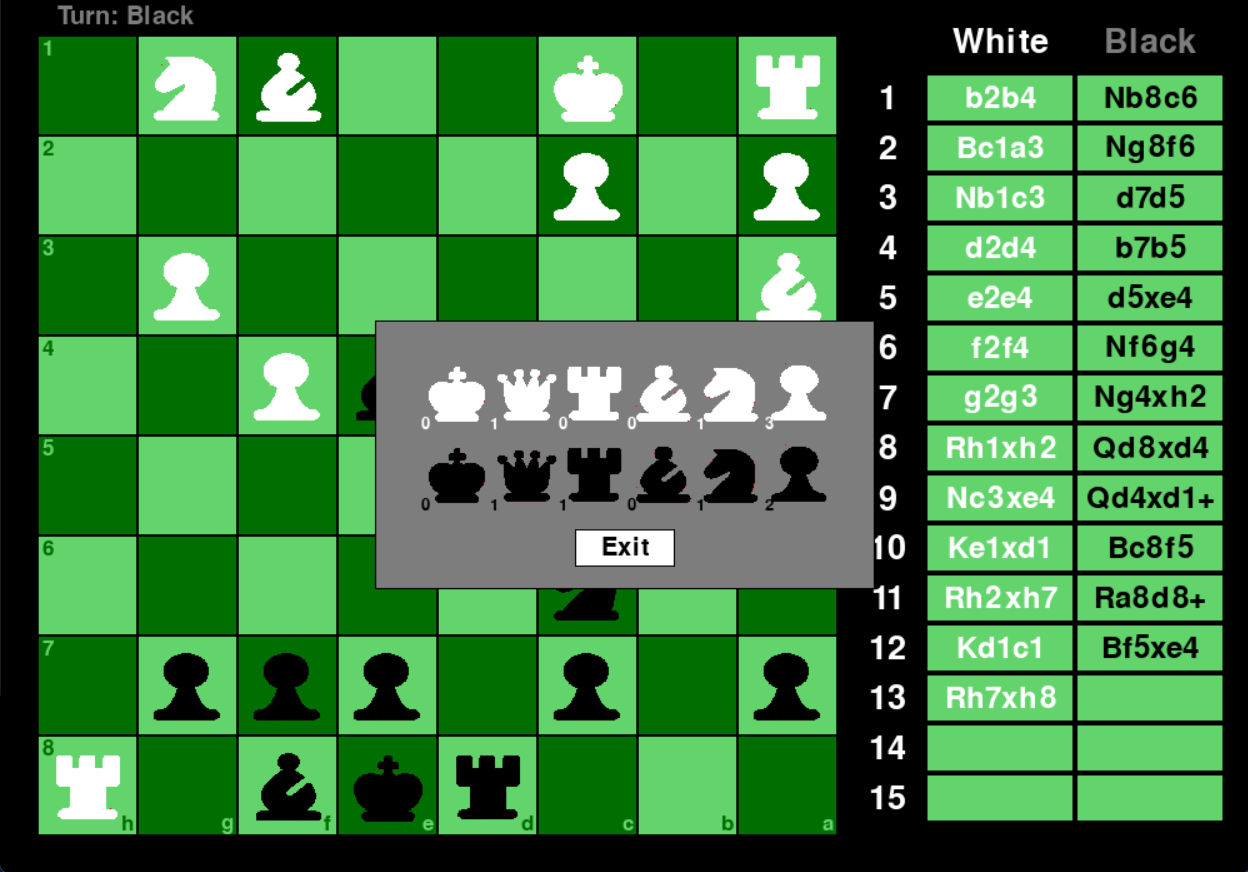 Turn: Black
White Black
1 b2b4 Nb8c6
2 Bc1a3 Ng8f6
3 Nb1c3 d7d5
4 d2d4 b7b5
5 e2e4 d5xe4
6 f2f4 Nf6g4
7 g2g3 Ng4xh2
8 Rh1xh2 Qd8xd4
9 Nc3xe4 Qd4xd1+
10 Ke1xd1 Bc8f5
11 Rh2xh7 Ra8d8+
12 Kd1c1 Bf5xe4
13 Rh7xh8
14
15
1
2
3
4
5
6
7
8
h g f e d c b a
0 1 0 0 1 3
0 1 1 0 1 2
Exit